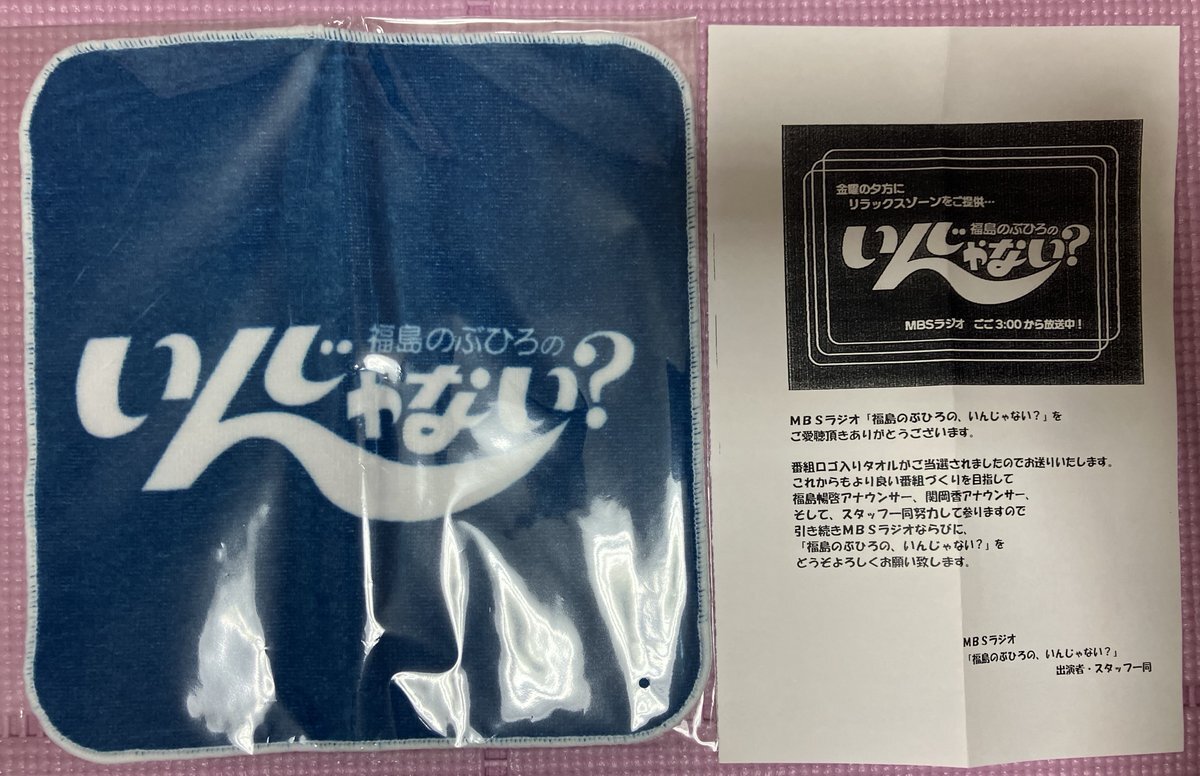 福島のぶひろの
いんじゃない?
金曜の夕方に
リラックスゾーンをご提供…
福島のぶひろの
いんじゃない?
MBSラジオ ごご3:00から放送中!
MBSラジオ「福島のぶひろの、いんじゃない?」を
ご愛聴頂きありがとうございます。
番組ロゴ入りタオルがご当選されましたのでお送りいたします。
これからもより良い番組づくりを目指して
福島暢啓アナウンサー、関岡香アナウンサー、
そして、スタッフ一同努力して参りますので
引き続きMBSラジオならびに、
「福島のぶひろの、いんじゃない?」を
どうぞよろしくお願い致します。
MBSラジオ
「福島のぶひろの、いんじゃない?」
出演者・スタッフ一同